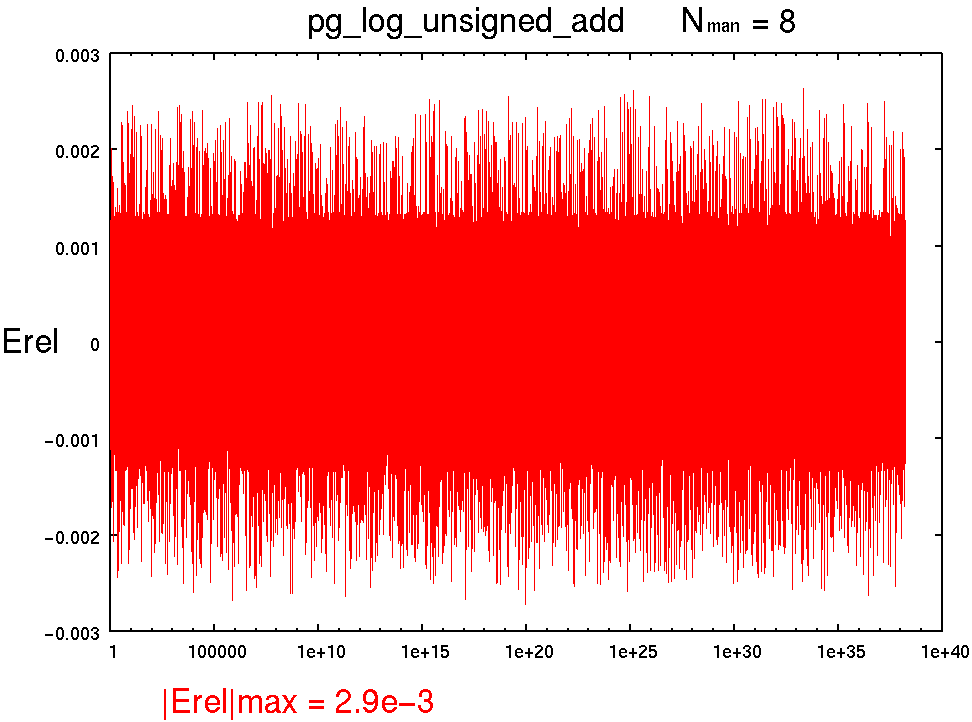 pg_log_unsigned_add Nman = 8
0.003
0.002
0.001
Erel 0
−0.001
−0.002
−0.003
1 100000 1e+10 1e+15 1e+20 1e+25 1e+30 1e+35 1e+40
|Erel|max = 2.9e−3